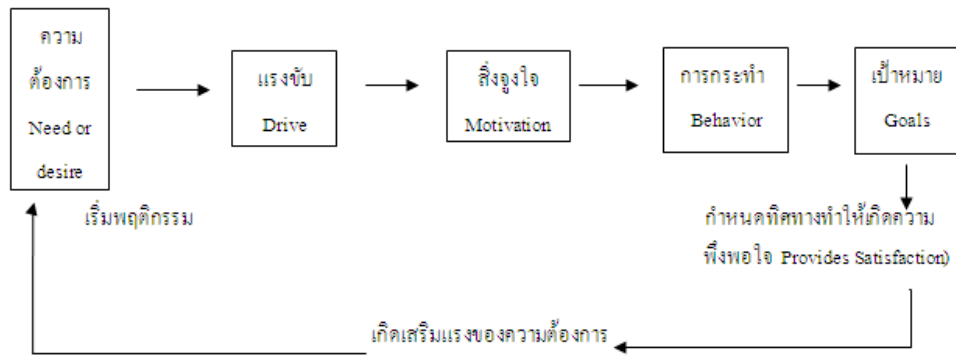 ความ
ต้องการ
Need or
desire
แรงขับ
Drive
สิ่งจูงใจ
Motivation
การกระทำ
Behavior
เป้าหมาย
Goals
เริ่มพฤติกรรม
กำหนดทิศทางทำให้เกิดความ
พึงพอใจ Provides Satisfaction)
เกิดเสริมแรงของความต้องการ